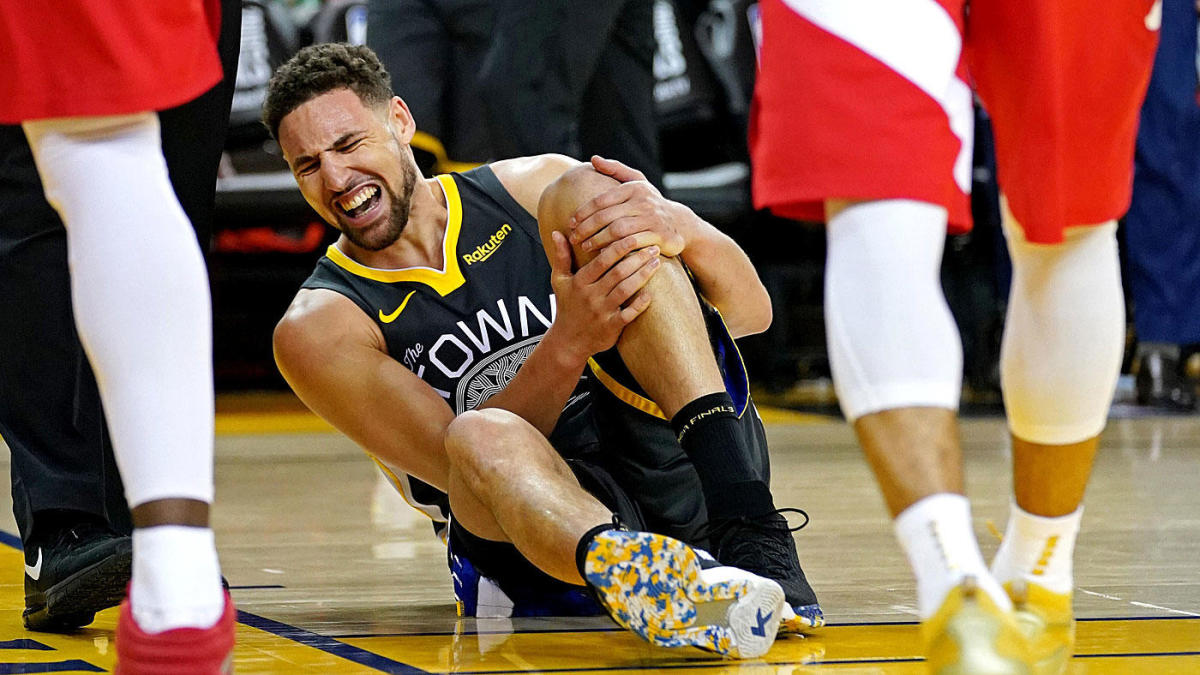 Rakuten
The
TOWN
FINALS